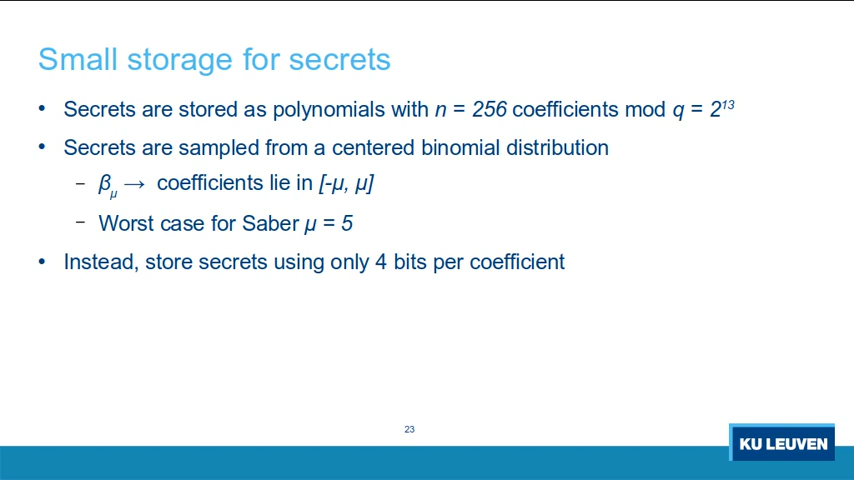 Small storage for secrets
• Secrets are stored as polynomials with n = 256 coefficients mod q = 2¹³
• Secrets are sampled from a centered binomial distribution
– βμ → coefficients lie in [-μ, μ]
– Worst case for Saber μ = 5
• Instead, store secrets using only 4 bits per coefficient
23
KU LEUVEN